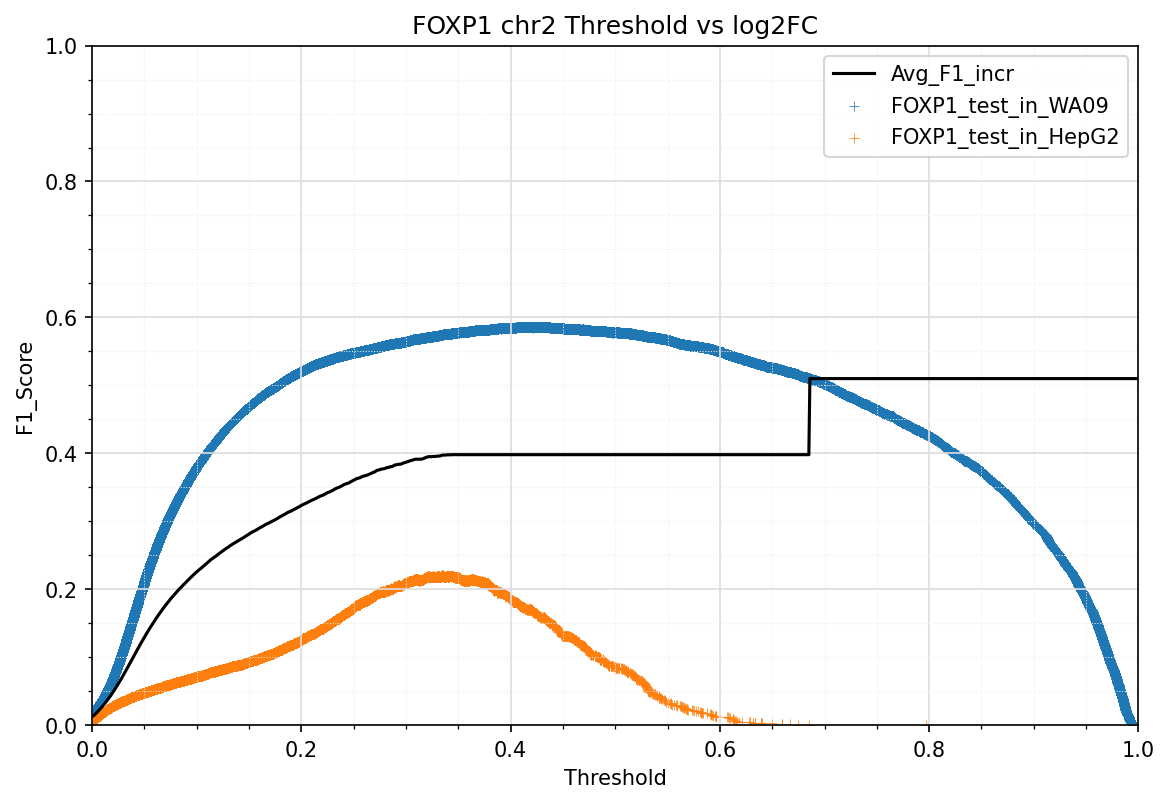 FOXP1 chr2 Threshold vs log2FC
Avg_F1_incr
FOXP1_test_in_WA09
FOXP1_test_in_HepG2
F1_Score
1.0
0.8
0.6
0.4
0.2
0.0
0.0 0.2 0.4 0.6 0.8 1.0
Threshold